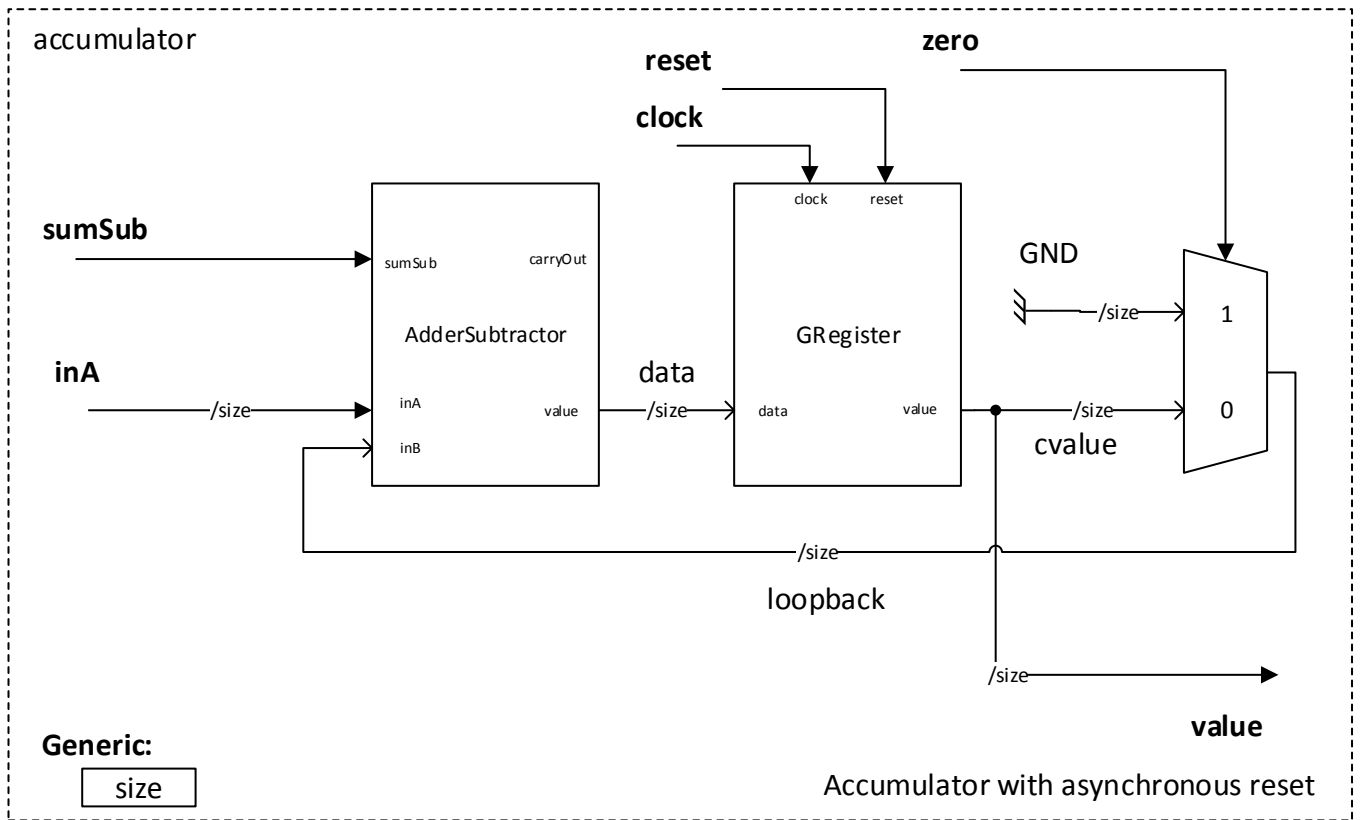 accumulator
zero
reset
clock
clock reset
sumSub
GND
sumSub carryOut
/size 1
AdderSubtractor
GRegister
inA
data
inA
/size
value
/size
data
value
/size
0
inB
cvalue
/size
loopback
/size
value
Generic:
size
Accumulator with asynchronous reset